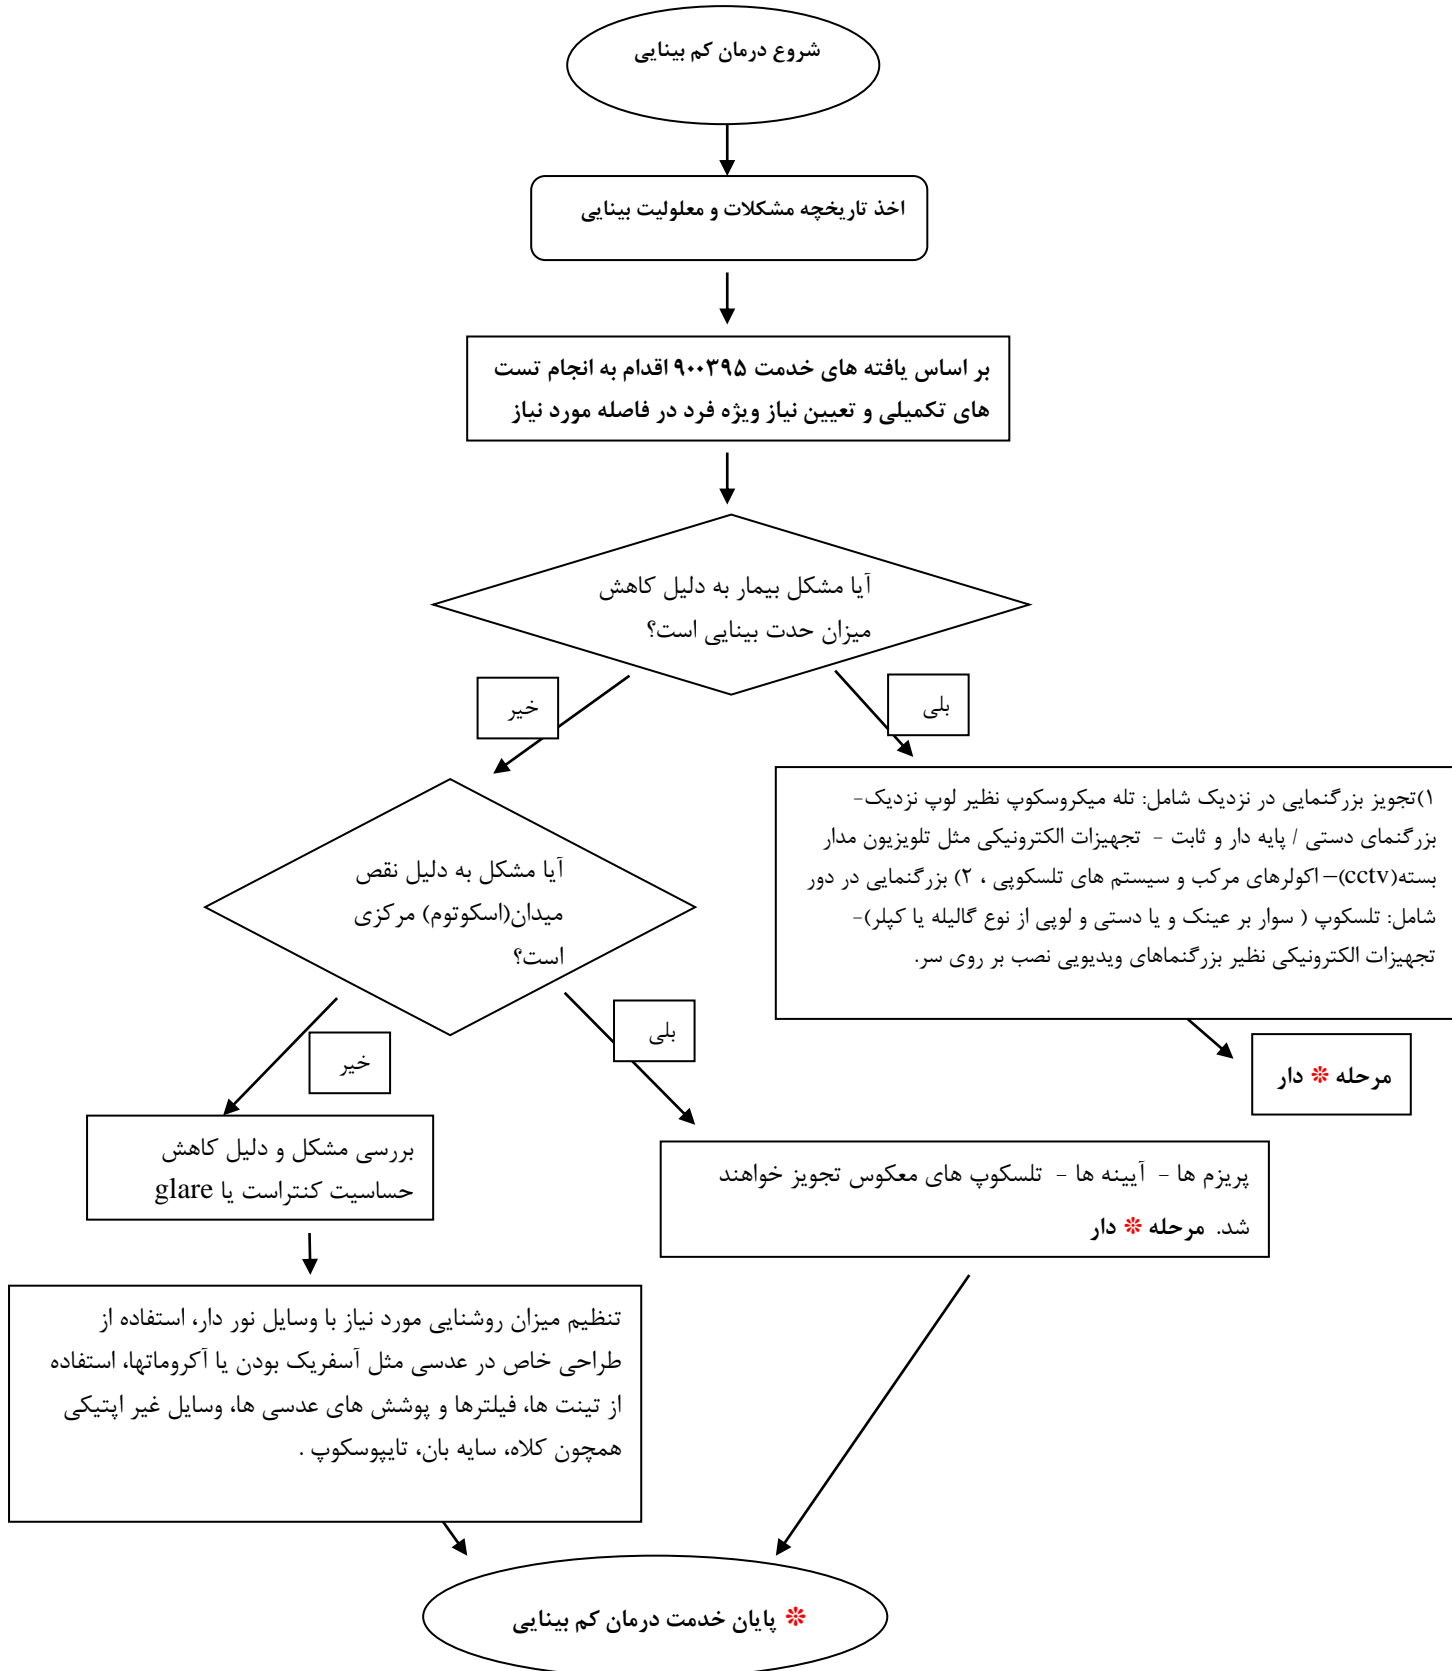 شروع درمان کم بینایی
اخذ تاریخچه مشکلات و معلولیت بینایی
بر اساس یافته های خدمت ۹۰۰۳۹۵ اقدام به انجام تست
های تکمیلی و تعیین نیاز ویژه فرد در فاصله مورد نیاز
آیا مشکل بیمار به دلیل کاهش
میزان حدت بینایی است؟
بلی
خیر
۱)تجویز بزرگنمایی در نزدیک شامل: تله میکروسکوپ نظیر لوپ نزدیک-
بزرگنمای دستی / پایه دار و ثابت - تجهیزات الکترونیکی مثل تلویزیون مدار
بسته(cctv)– اکولرهای مرکب و سیستم های تلسکوپی ، ۲) بزرگنمایی در دور
شامل: تلسکوپ ( سوار بر عینک و یا دستی و لوپی از نوع گالیله یا کپلر)-
تجهیزات الکترونیکی نظیر بزرگنماهای ویدیویی نصب بر روی سر.
مرحله ❊ دار
آیا مشکل به دلیل نقص
میدان(اسکوتوم) مرکزی
است؟
بلی
خیر
پریزم ها - آیینه ها - تلسکوپ های معکوس تجویز خواهند
شد. مرحله ❊ دار
بررسی مشکل و دلیل کاهش
حساسیت کنتراست یا glare
تنظیم میزان روشنایی مورد نیاز با وسایل نور دار، استفاده از
طراحی خاص در عدسی مثل آسفریک بودن یا آکروماتها، استفاده
از تینت ها، فیلترها و پوشش های عدسی ها، وسایل غیر اپتیکی
همچون کلاه، سایه بان، تایپوسکوپ .
❊ پایان خدمت درمان کم بینایی